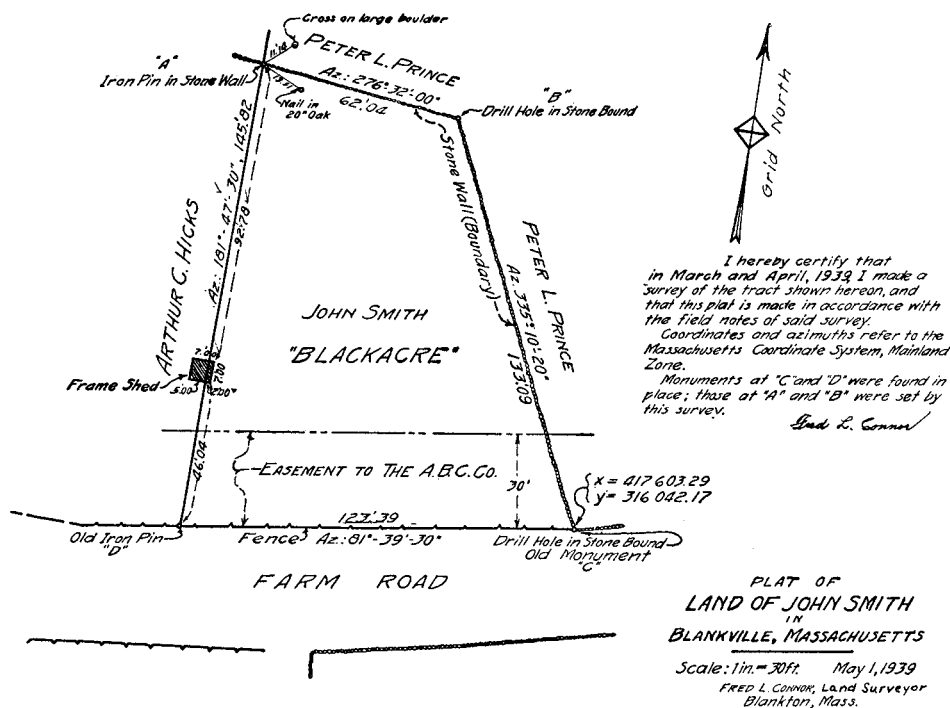 Cross on large boulder
11.14
PETER L. PRINCE
"A"
Iron Pin in Stone Wall
Az.: 276°-32'-00"
62.04
Nail in
20" Oak
"B"
Drill Hole in Stone Bound
Stone Wall (Boundary)
PETER L. PRINCE
Az. 335°-10'-20"
133.09
Az.: 181°-47'-30", 145.82
92.78
ARTHUR C. HICKS
JOHN SMITH
"BLACKACRE"
Frame Shed
7.0
7.00
5.00
2.00
46.04
EASEMENT TO THE A.B.C. Co.
30'
x = 417 603.29
y = 316 042.17
123.39
Old Iron Pin
"D"
Fence
Az: 81°-39'-30"
Drill Hole in Stone Bound
Old Monument
"C"
FARM ROAD
Grid North
I hereby certify that
in March and April, 1939, I made a
survey of the tract shown hereon, and
that this plat is made in accordance with
the field notes of said survey.
Coordinates and azimuths refer to the
Massachusetts Coordinate System, Mainland
Zone.
Monuments at "C" and "D" were found in
place; those at "A" and "B" were set by
this survey.
Fred L. Connor
PLAT OF
LAND OF JOHN SMITH
IN
BLANKVILLE, MASSACHUSETTS
Scale: 1 in. = 30 ft. May 1, 1939
FRED L. CONNOR, Land Surveyor
Blankton, Mass.